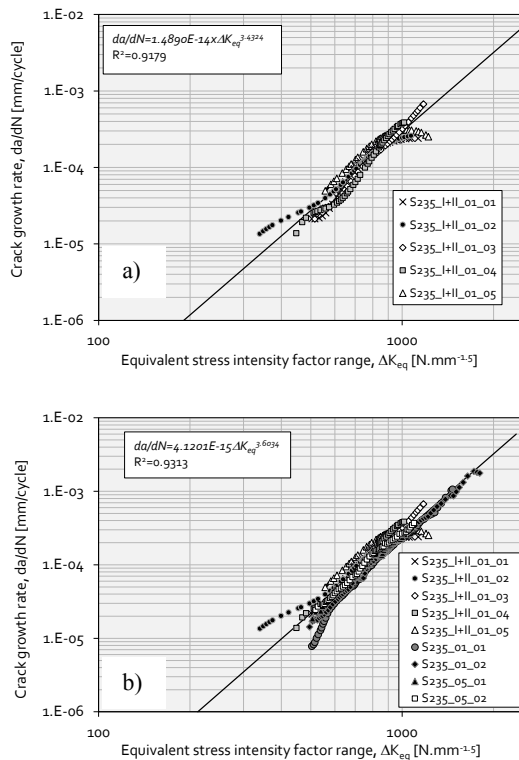 da/dN=1.4890E-14xΔKeq^3.4324
R²=0.9179
1.E-02
1.E-03
1.E-04
1.E-05
1.E-06
Crack growth rate, da/dN [mm/cycle]
a)
S235_I+II_01_01
S235_I+II_01_02
S235_I+II_01_03
S235_I+II_01_04
S235_I+II_01_05
100
1000
Equivalent stress intensity factor range, ΔKeq [N.mm^-1.5]
da/dN=4.1201E-15ΔKeq^3.6034
R²=0.9313
1.E-02
1.E-03
1.E-04
1.E-05
1.E-06
Crack growth rate, da/dN [mm/cycle]
b)
S235_I+II_01_01
S235_I+II_01_02
S235_I+II_01_03
S235_I+II_01_04
S235_I+II_01_05
S235_01_01
S235_01_02
S235_05_01
S235_05_02
100
1000
Equivalent stress intensity factor range, ΔKeq [N.mm^-1.5]